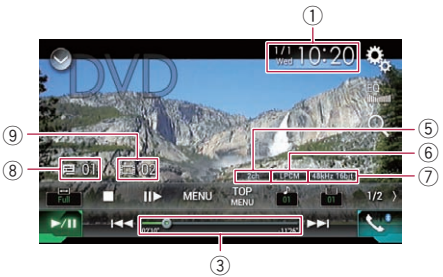 ①
DVD
1/1
Wed
10:20
EQ
⑨
⑤
⑥
⑧
01
02
2ch
LPCM
48kHz 16bit
⑦
Full
MENU
TOP
MENU
01
01
1/2
③